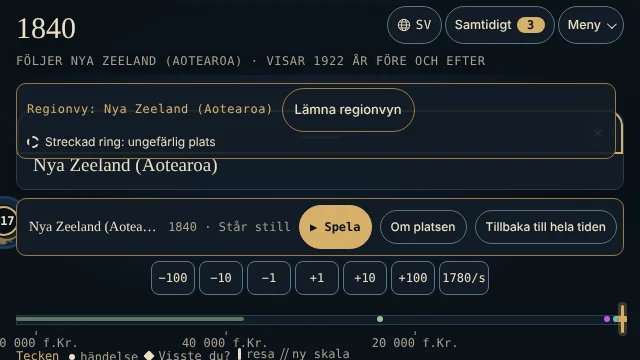 1840
SV
Samtidigt 3
Meny
FÖLJER NYA ZEELAND (AOTEAROA) · VISAR 1922 ÅR FÖRE OCH EFTER
Regionvy: Nya Zeeland (Aotearoa)
Lämna regionvyn
Streckad ring: ungefärlig plats
Nya Zeeland (Aotearoa)
17
Nya Zeeland (Aotea…
1840 · Står still
▶ Spela
Om platsen
Tillbaka till hela tiden
−100 −10 −1 +1 +10 +100 1780/s
0 000 f.Kr. 40 000 f.Kr. 20 000 f.Kr.
Tecken ● händelse ◆ Visste du? | resa // ny skala